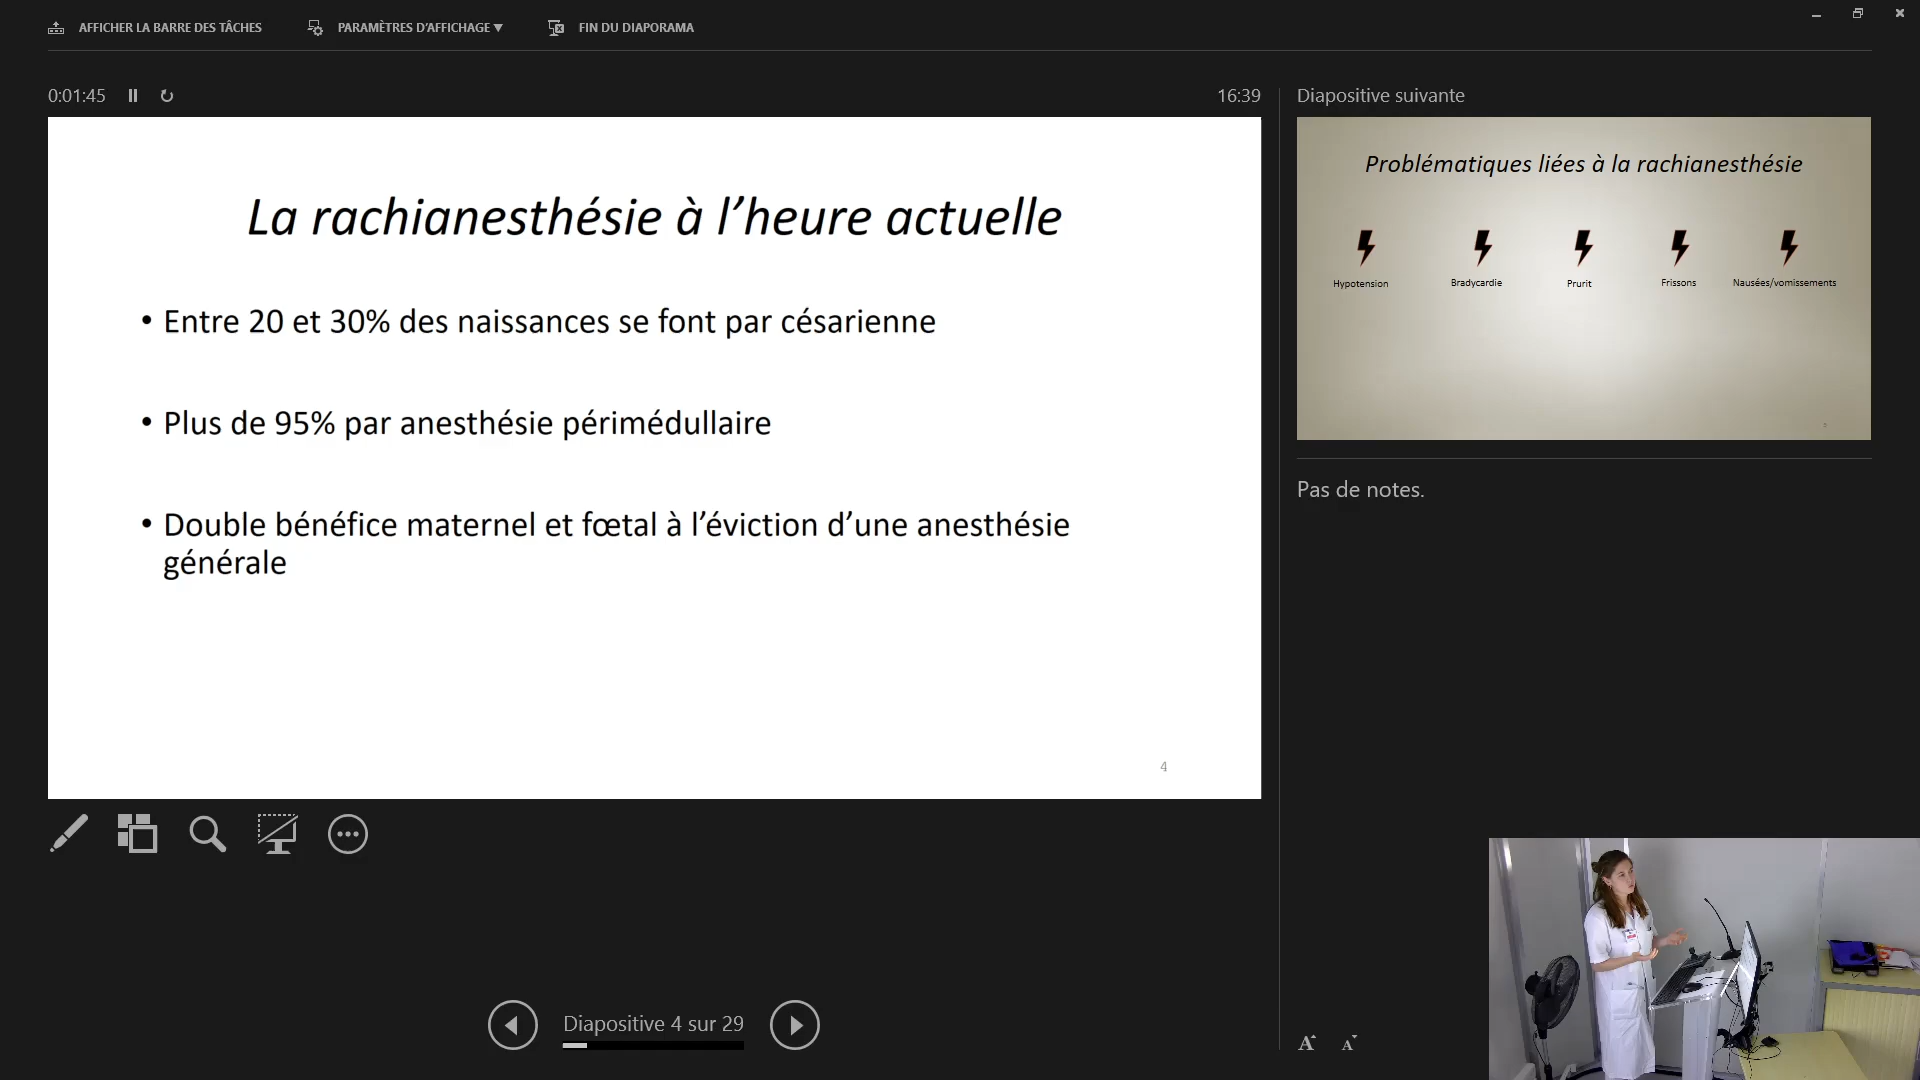 AFFICHER LA BARRE DES TÂCHES
PARAMÈTRES D'AFFICHAGE ▼
FIN DU DIAPORAMA
0:01:45
16:39
La rachianesthésie à l’heure actuelle
• Entre 20 et 30% des naissances se font par césarienne
• Plus de 95% par anesthésie périmédullaire
• Double bénéfice maternel et fœtal à l’éviction d’une anesthésie
générale
4
Diapositive suivante
Problématiques liées à la rachianesthésie
Hypotension
Bradycardie
Prurit
Frissons
Nausées/vomissements
Pas de notes.
Diapositive 4 sur 29
A A